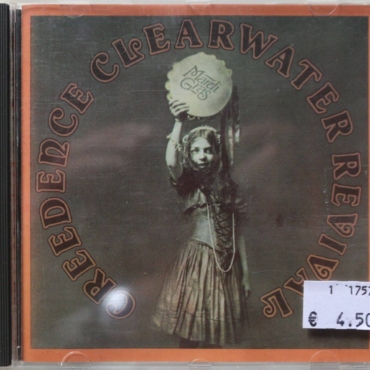 CREEDENCE CLEARWATER REVIVAL
MARDI
GRAS
€ 4.50